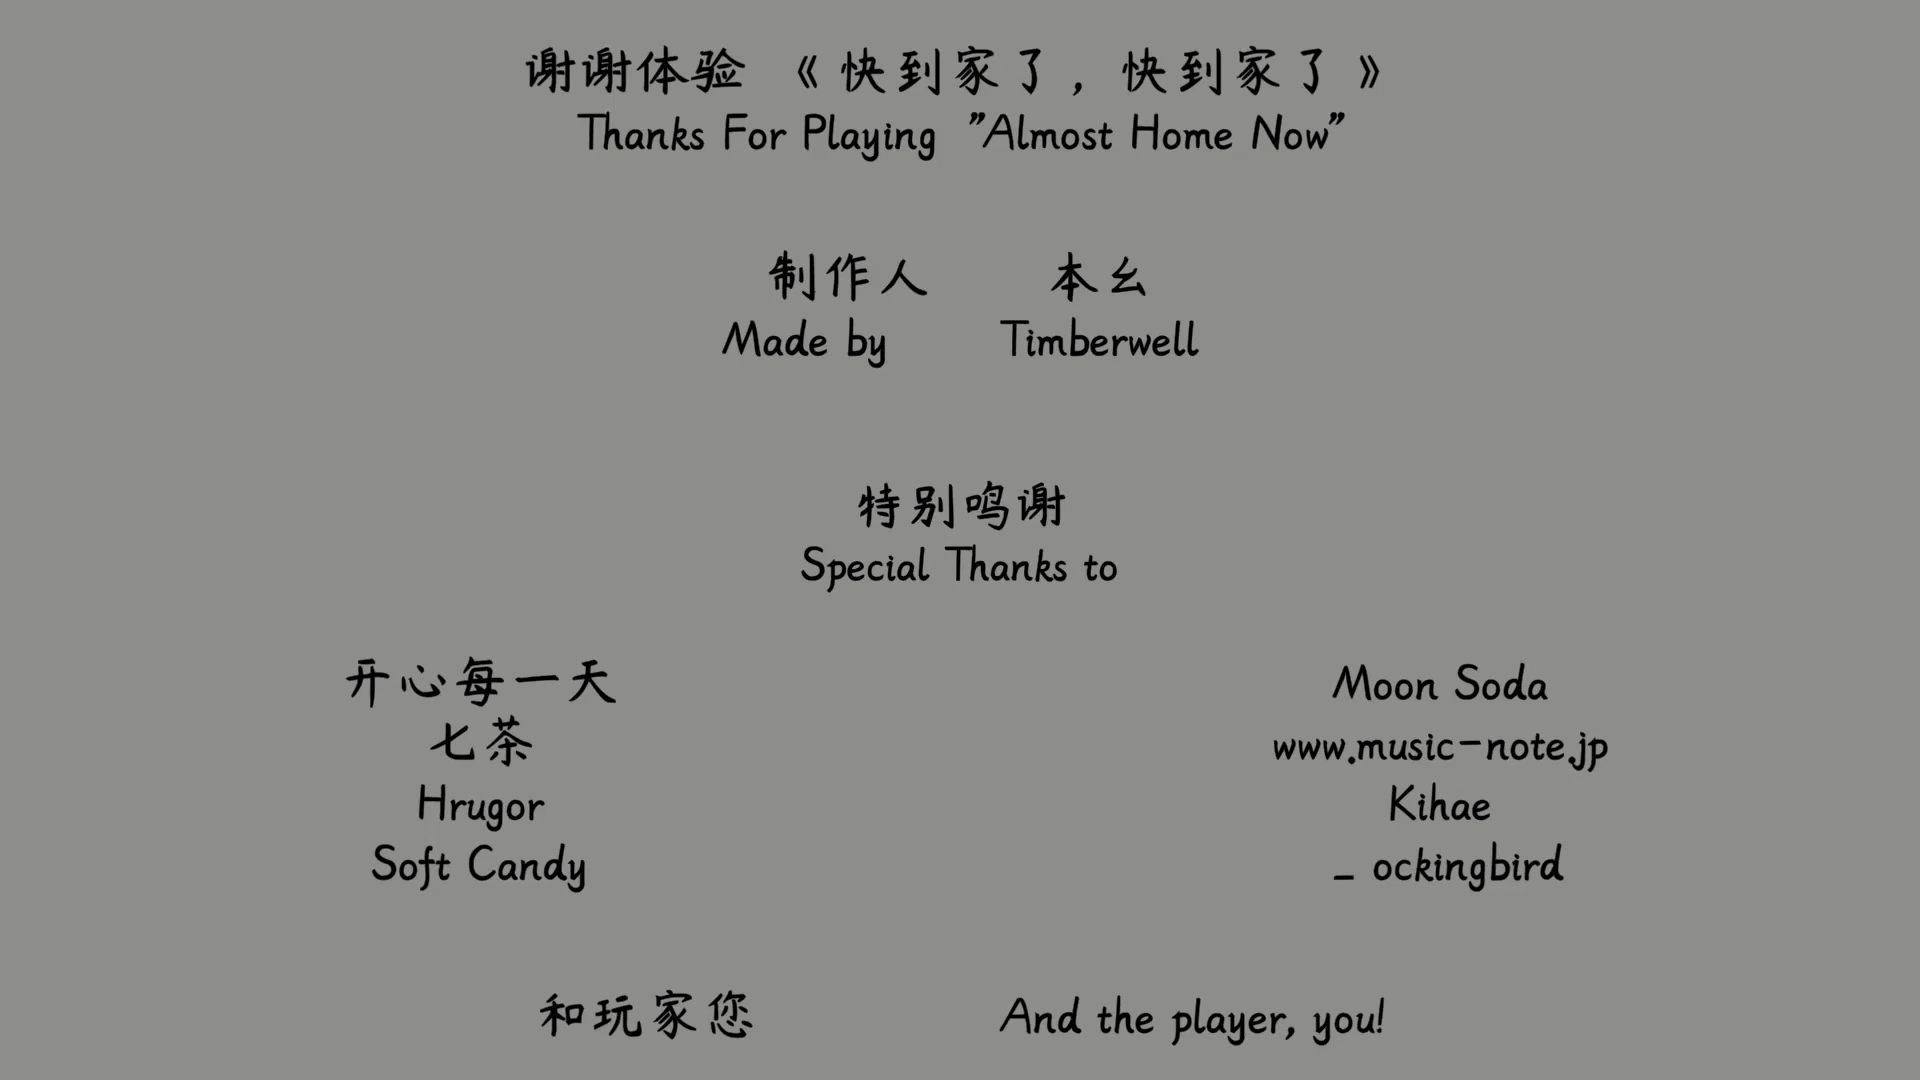 谢谢体验 《快到家了，快到家了》
Thanks For Playing "Almost Home Now"
制作人 本幺
Made by Timberwell
特别鸣谢
Special Thanks to
开心每一天
七茶
Hrugor
Soft Candy
Moon Soda
www.music-note.jp
Kihae
_ ockingbird
和玩家您 And the player, you!